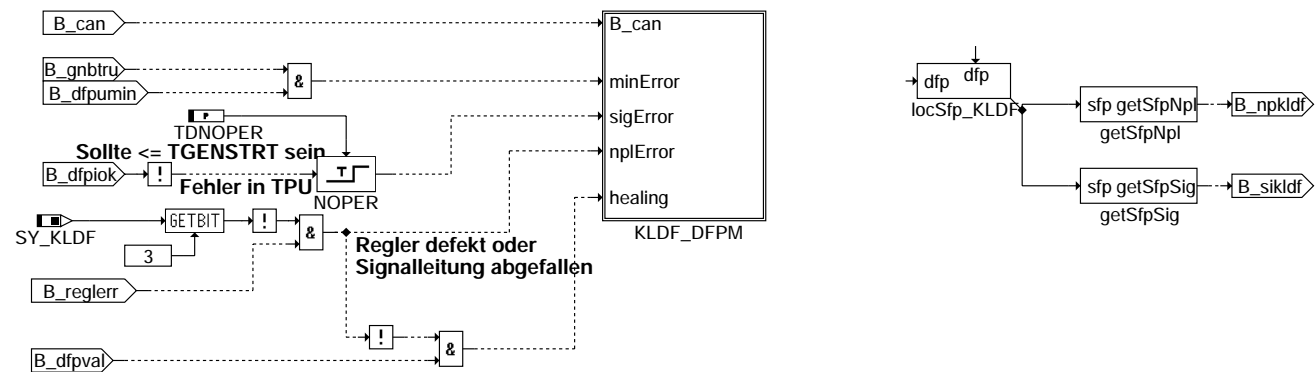 B_can
B_can
B_gnbtru
B_dfpumin
&
minError
P
TDNOPER
sigError
Sollte <= TGENSTRT sein
B_dfpiok
!
T
nplError
Fehler in TPU
NOPER
healing
SY_KLDF
GETBIT
!
&
3
KLDF_DFPM
Regler defekt oder
Signalleitung abgefallen
B_reglerr
!
&
B_dfpval
dfp
dfp
locSfp_KLDF
sfp getSfpNpl
B_npkldf
getSfpNpl
sfp getSfpSig
B_sikldf
getSfpSig